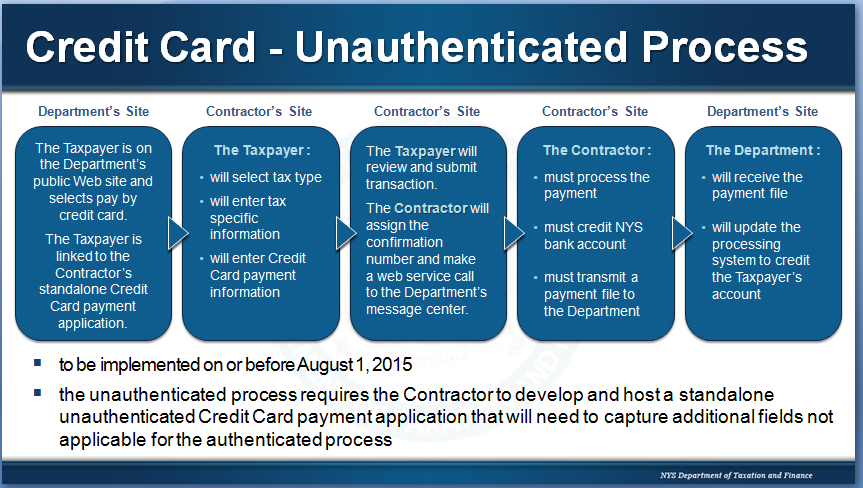 Credit Card - Unauthenticated Process
Department's Site
The Taxpayer is on
the Department's
public Web site and
selects pay by
credit card.
The Taxpayer is
linked to the
Contractor's
standalone Credit
Card payment
application.
Contractor's Site
The Taxpayer :
• will select tax type
• will enter tax
specific
information
• will enter Credit
Card payment
information
Contractor's Site
The Taxpayer will
review and submit
transaction.
The Contractor will
assign the
confirmation
number and make
a web service call
to the Department's
message center.
Contractor's Site
The Contractor :
• must process the
payment
• must credit NYS
bank account
• must transmit a
payment file to
the Department
Department's Site
The Department :
• will receive the
payment file
• will update the
processing
system to credit
the Taxpayer's
account
▪ to be implemented on or before August 1, 2015
▪ the unauthenticated process requires the Contractor to develop and host a standalone
unauthenticated Credit Card payment application that will need to capture additional fields not
applicable for the authenticated process
NYS Department of Taxation and Finance